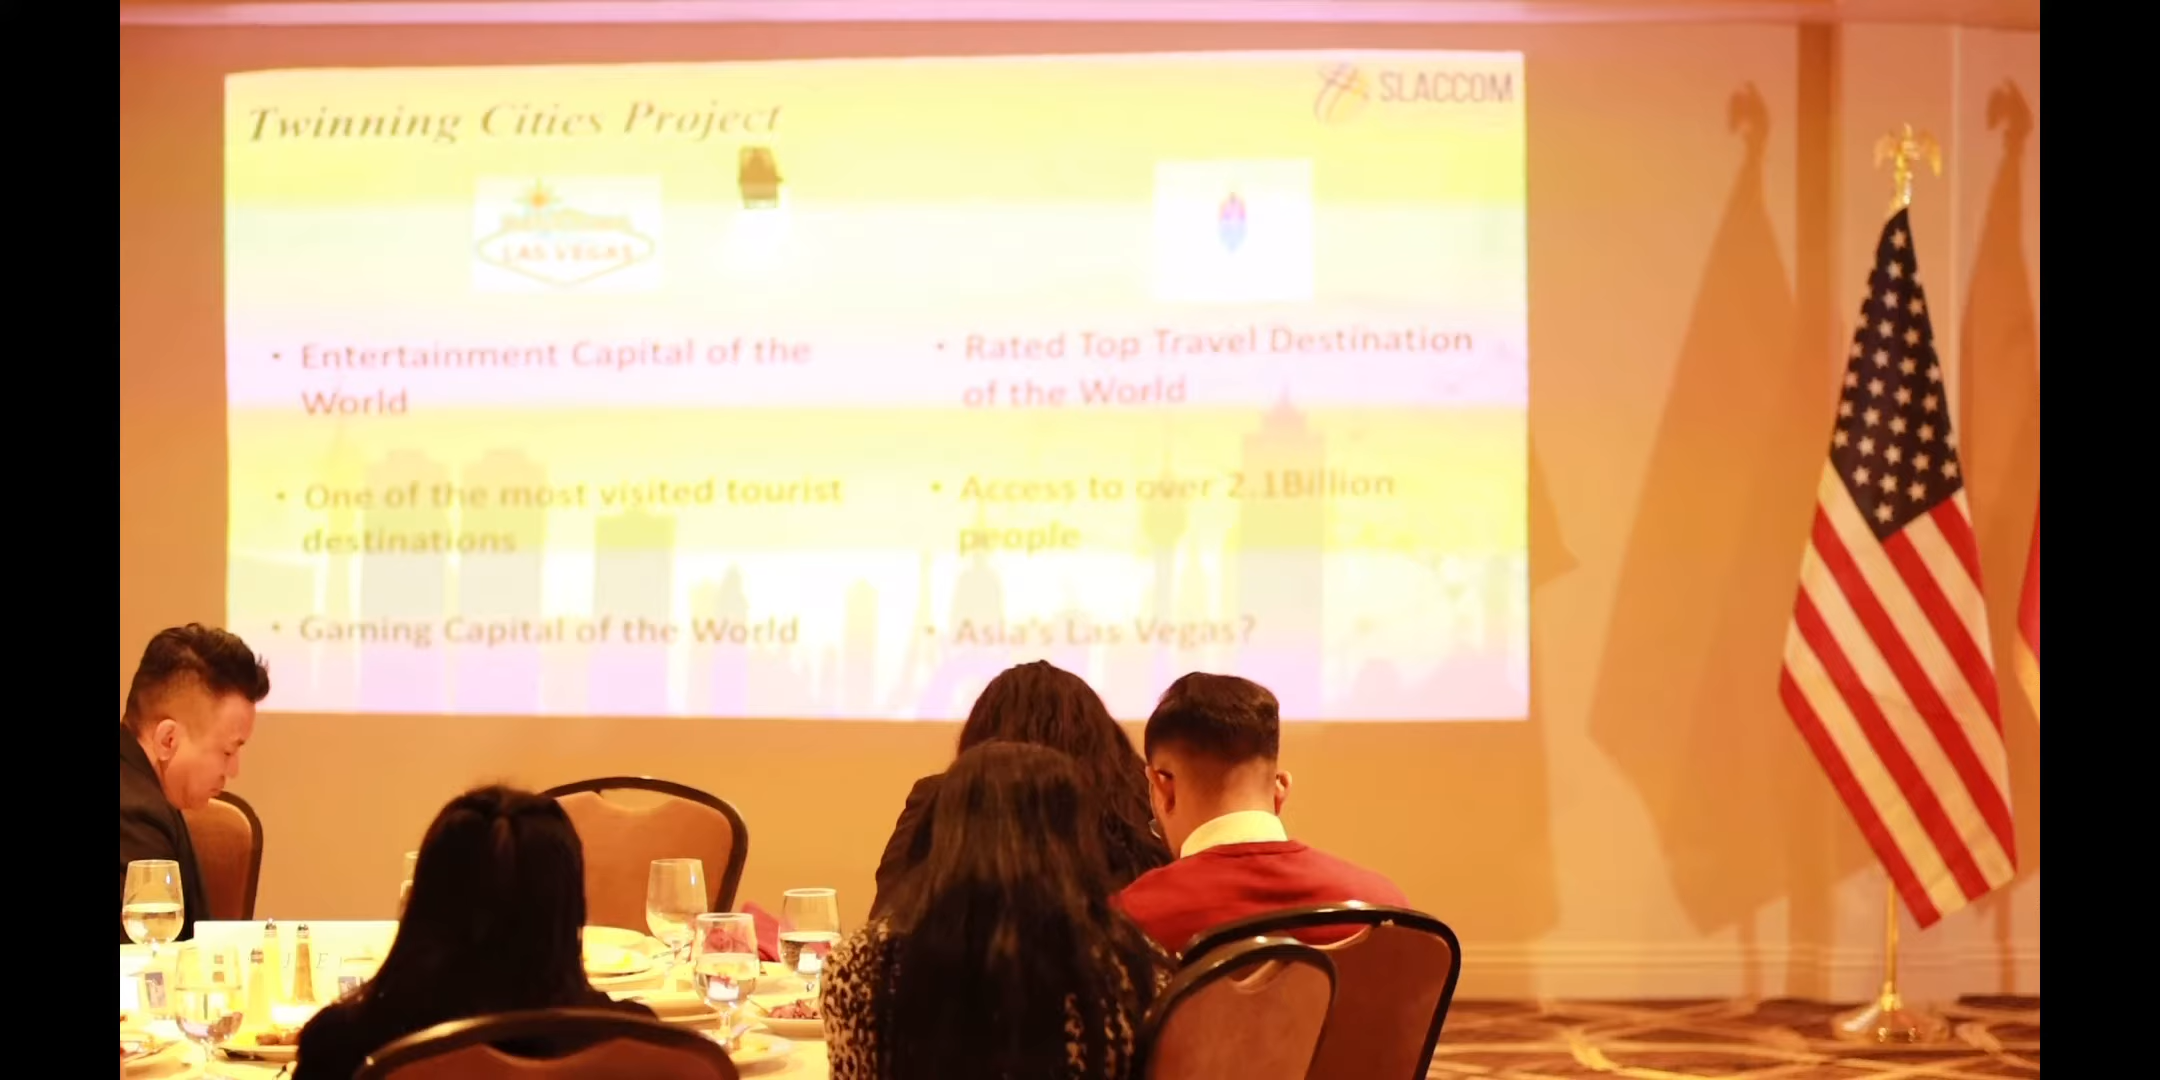 Twinning Cities Project
SLACCOM
LAS VEGAS
• Entertainment Capital of the
World
• One of the most visited tourist
destinations
• Gaming Capital of the World
• Rated Top Travel Destination
of the World
• Access to over 2.1Billion
people
• Asia's Las Vegas?